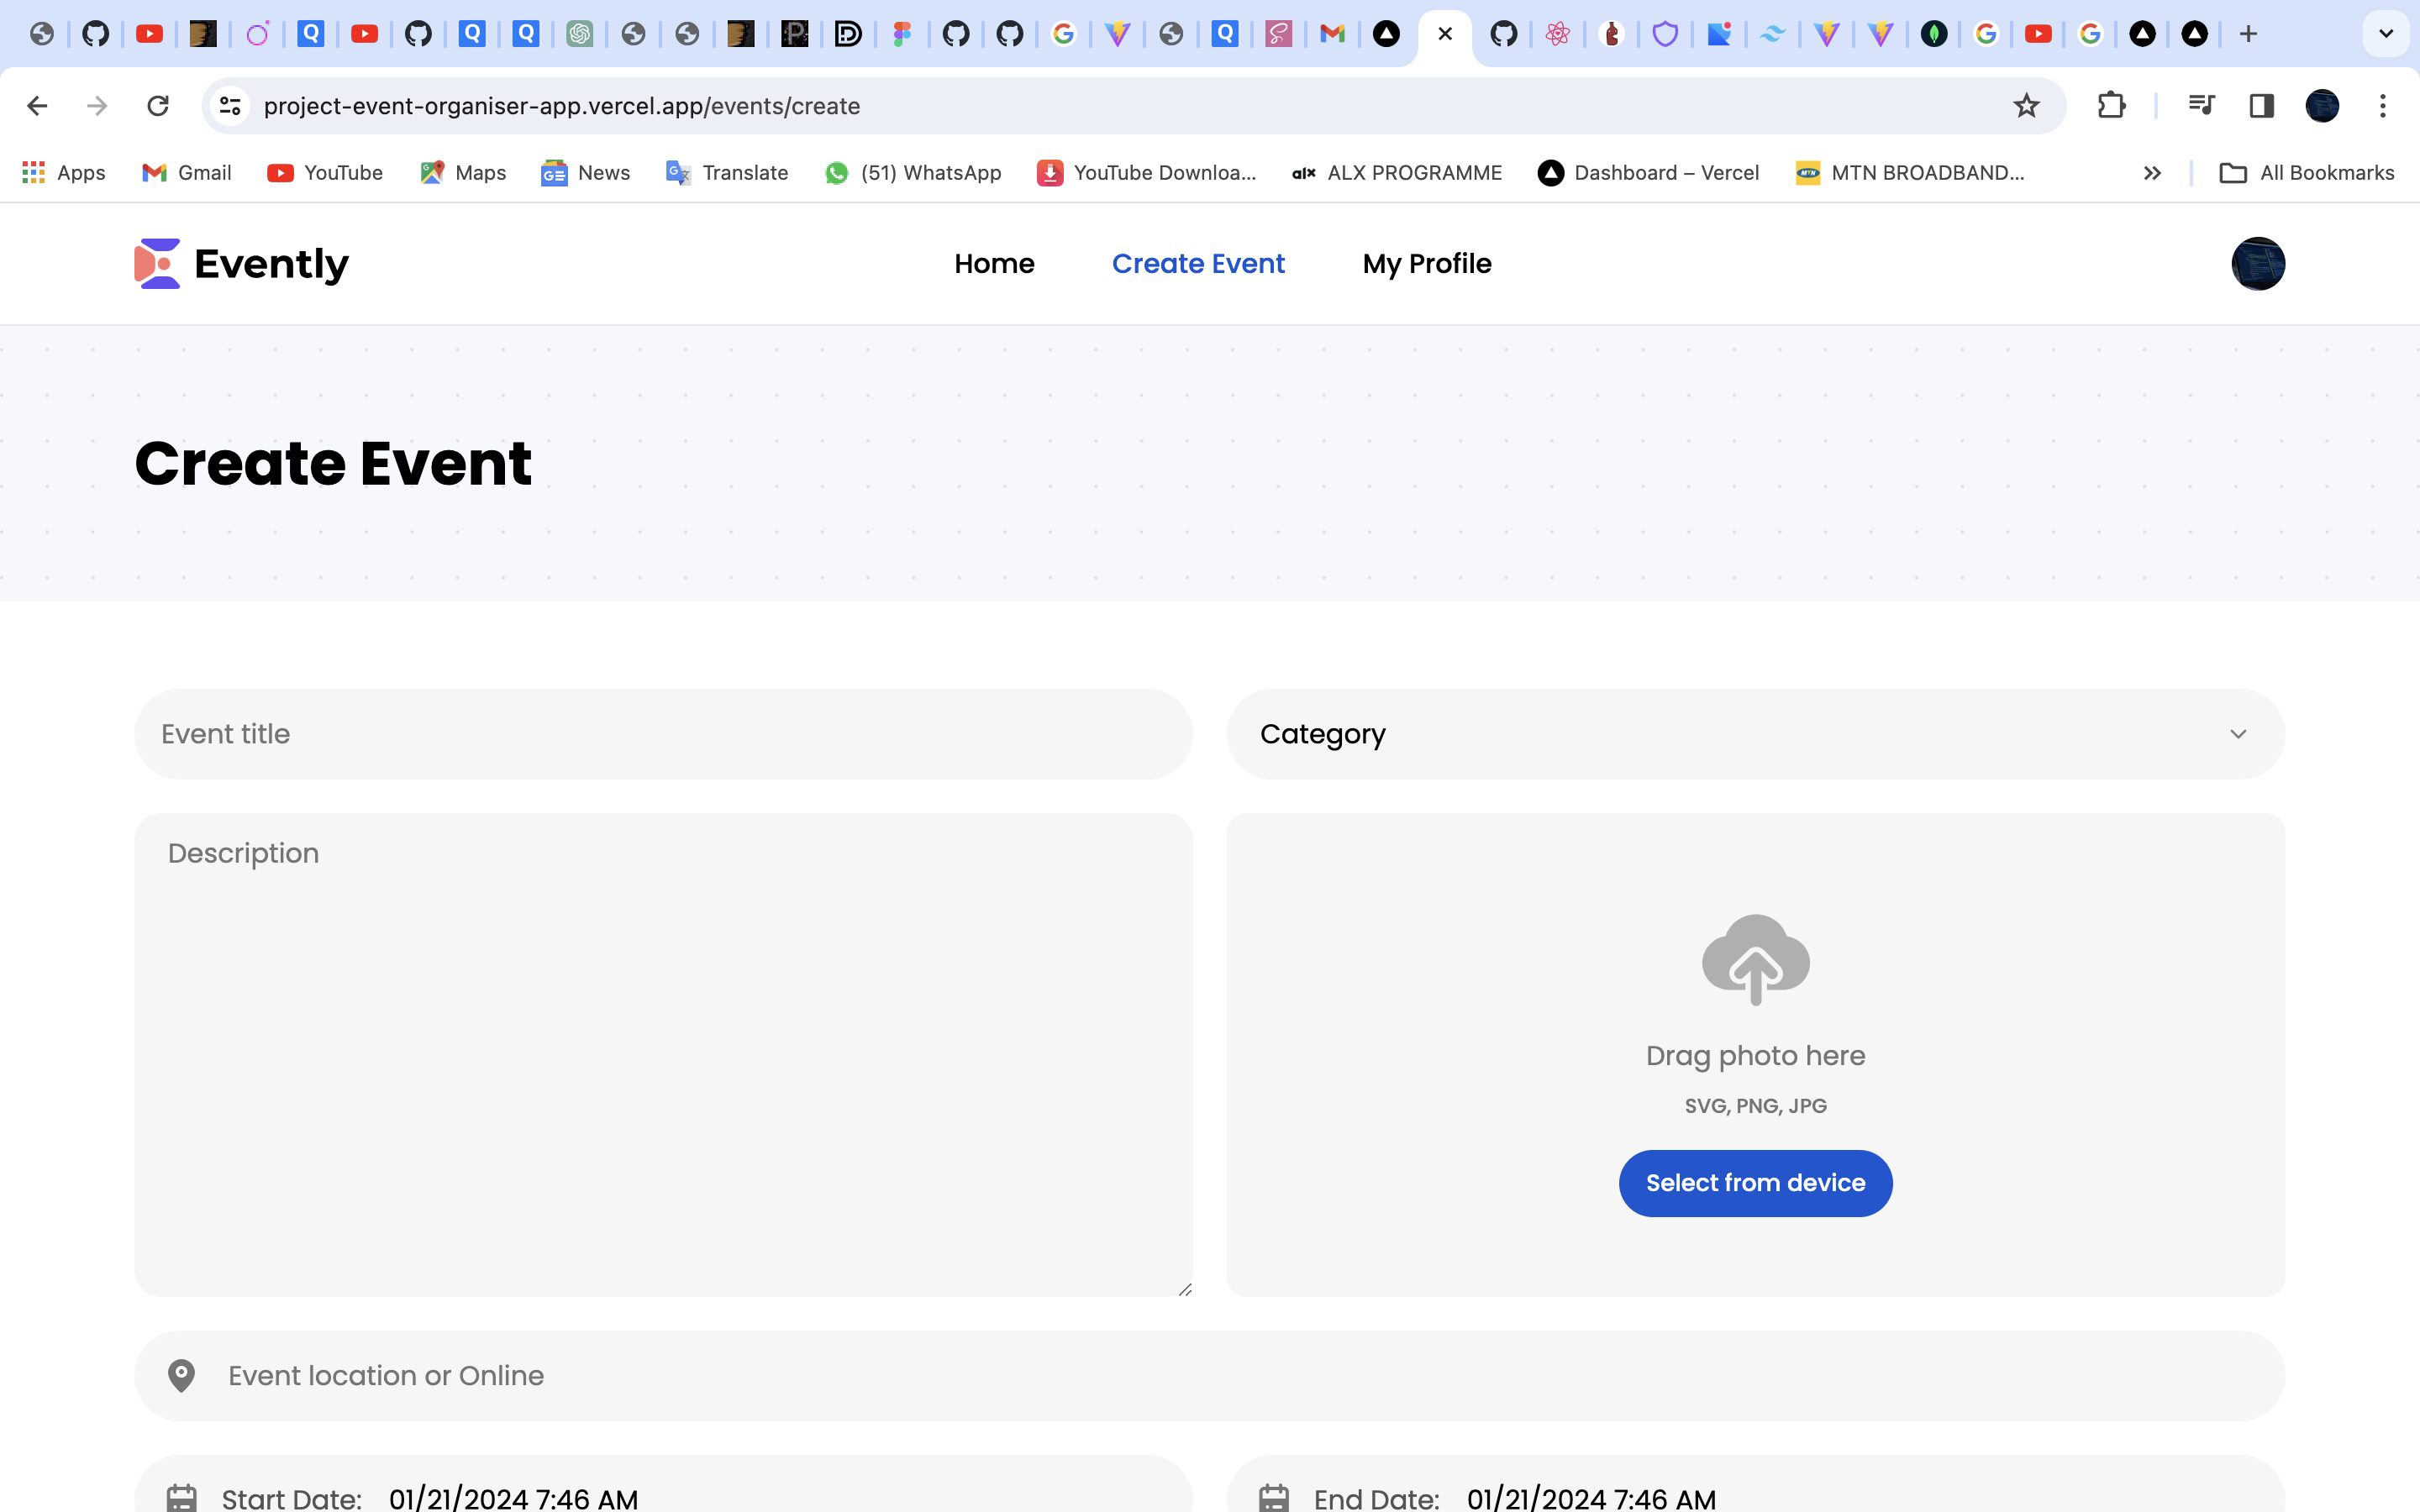 project-event-organiser-app.vercel.app/events/create
Apps Gmail YouTube Maps News Translate (51) WhatsApp YouTube Downloa... alx ALX PROGRAMME Dashboard – Vercel MTN BROADBAND... All Bookmarks
Evently Home Create Event My Profile
Create Event
Event title Category
Description
Drag photo here
SVG, PNG, JPG
Select from device
Event location or Online
Start Date: 01/21/2024 7:46 AM End Date: 01/21/2024 7:46 AM